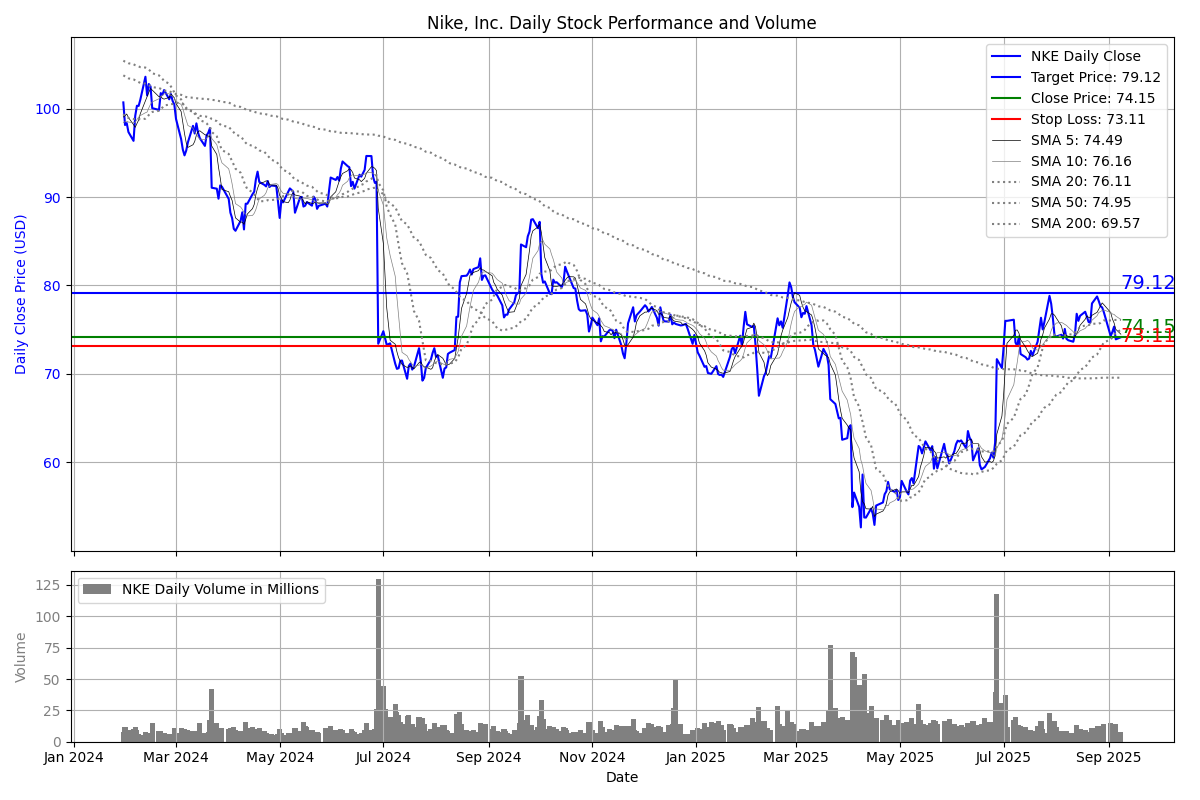 Nike, Inc. Daily Stock Performance and Volume
Daily Close Price (USD)
100
90
80
70
60
NKE Daily Close
Target Price: 79.12
Close Price: 74.15
Stop Loss: 73.11
SMA 5: 74.49
SMA 10: 76.16
SMA 20: 76.11
SMA 50: 74.95
SMA 200: 69.57
79.12
74.15
73.11
Volume
125
100
75
50
25
0
NKE Daily Volume in Millions
Jan 2024 Mar 2024 May 2024 Jul 2024 Sep 2024 Nov 2024 Jan 2025 Mar 2025 May 2025 Jul 2025 Sep 2025
Date